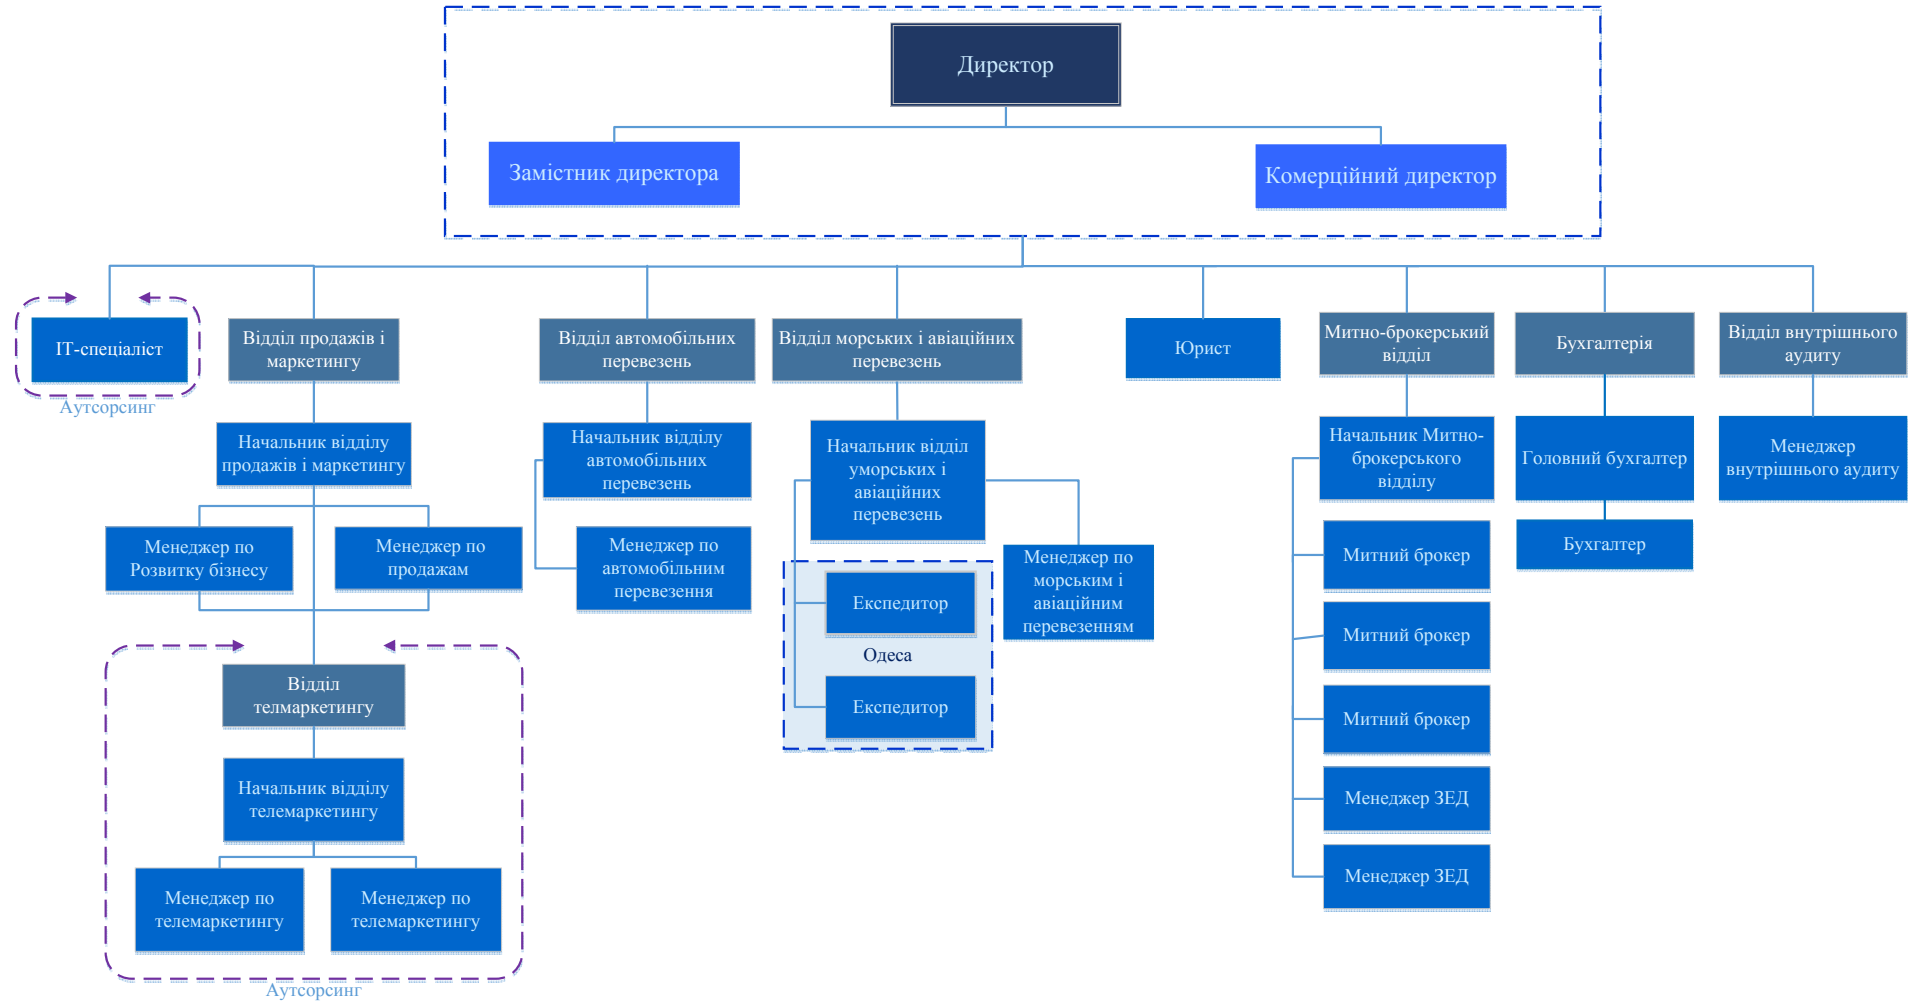 Директор
Замістник директора
Комерційний директор
ІТ-спеціаліст
Аутсорсинг
Відділ продажів і
маркетингу
Відділ автомобільних
перевезень
Відділ морських і авіаційних
перевезень
Юрист
Митно-брокерський
відділ
Бухгалтерія
Відділ внутрішнього
аудиту
Начальник відділу
продажів і маркетингу
Начальник відділу
автомобільних
перевезень
Начальник відділ
уморських і
авіаційних
перевезень
Начальник Митно-
брокерського
відділу
Головний бухгалтер
Менеджер
внутрішнього аудиту
Менеджер по
Розвитку бізнесу
Менеджер по
продажам
Менеджер по
автомобільним
перевезення
Менеджер по
морським і
авіаційним
перевезенням
Експедитор
Одеса
Експедитор
Митний брокер
Митний брокер
Митний брокер
Менеджер ЗЕД
Менеджер ЗЕД
Бухгалтер
Відділ
телмаркетингу
Начальник відділу
телемаркетингу
Менеджер по
телемаркетингу
Менеджер по
телемаркетингу
Аутсорсинг